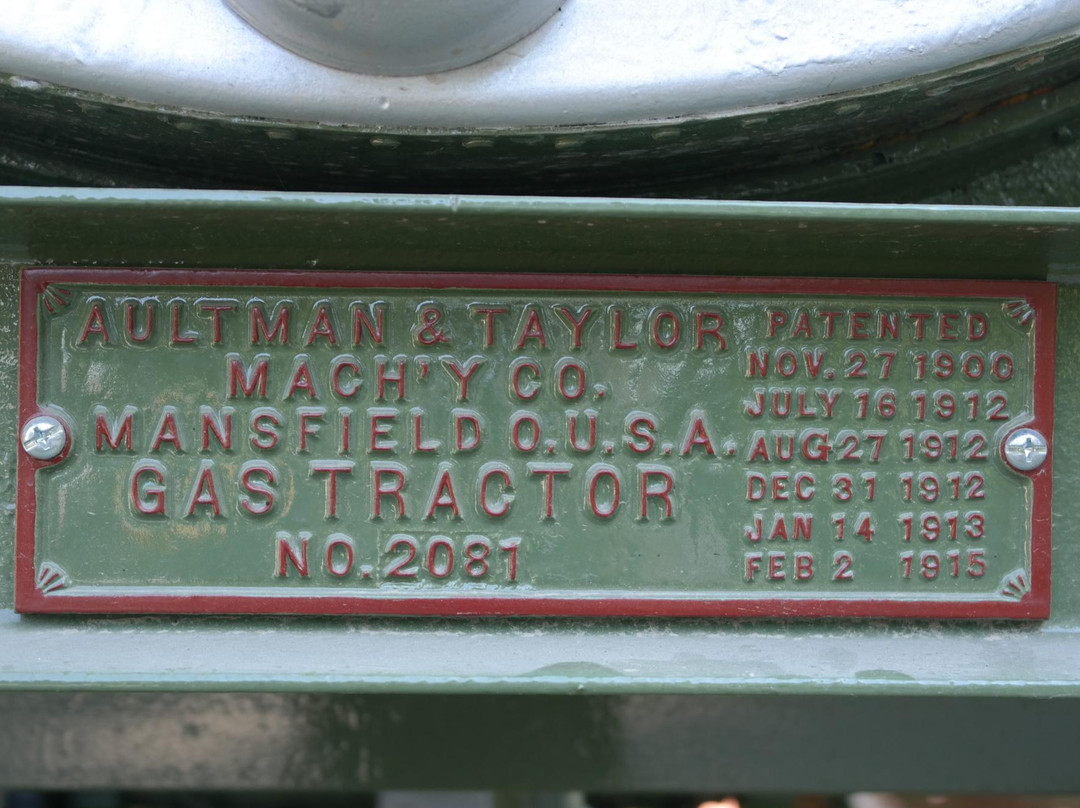 AULTMAN & TAYLOR
MACH'Y CO.
MANSFIELD O.U.S.A.
GAS TRACTOR
NO. 2081
PATENTED
NOV. 27 1900
JULY 16 1912
AUG 27 1912
DEC 31 1912
JAN 14 1913
FEB 2 1915